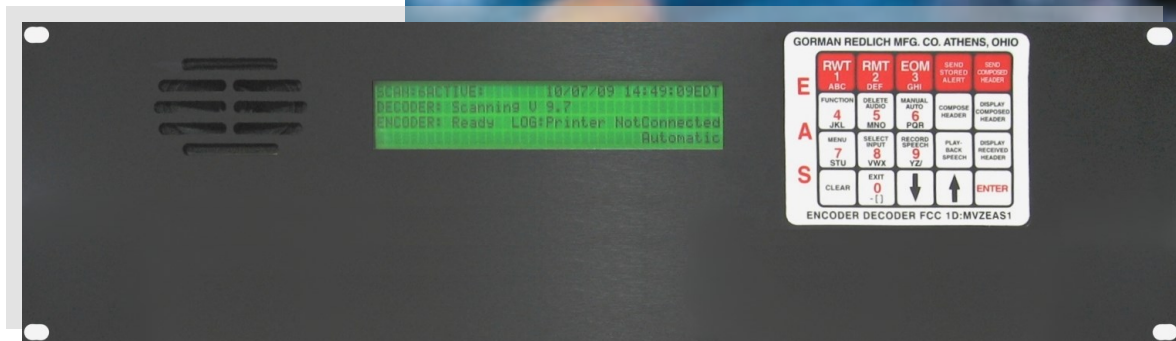 SCAN:6ACTIVE: 10/07/09 14:49:09EDT
DECODER: Scanning V 9.7
ENCODER: Ready LOG:Printer NotConnected
Automatic
GORMAN REDLICH MFG. CO. ATHENS, OHIO
E A S
RWT 1 ABC
RMT 2 DEF
EOM 3 GHI
SEND STORED ALERT
SEND COMPOSED HEADER
FUNCTION 4 JKL
DELETE AUDIO 5 MNO
MANUAL AUTO 6 PQR
COMPOSE HEADER
DISPLAY COMPOSED HEADER
MENU 7 STU
SELECT INPUT 8 VWX
RECORD SPEECH 9 YZ/
PLAY-BACK SPEECH
DISPLAY RECEIVED HEADER
CLEAR
EXIT 0 -[]
ENTER
ENCODER DECODER FCC 1D:MVZEAS1